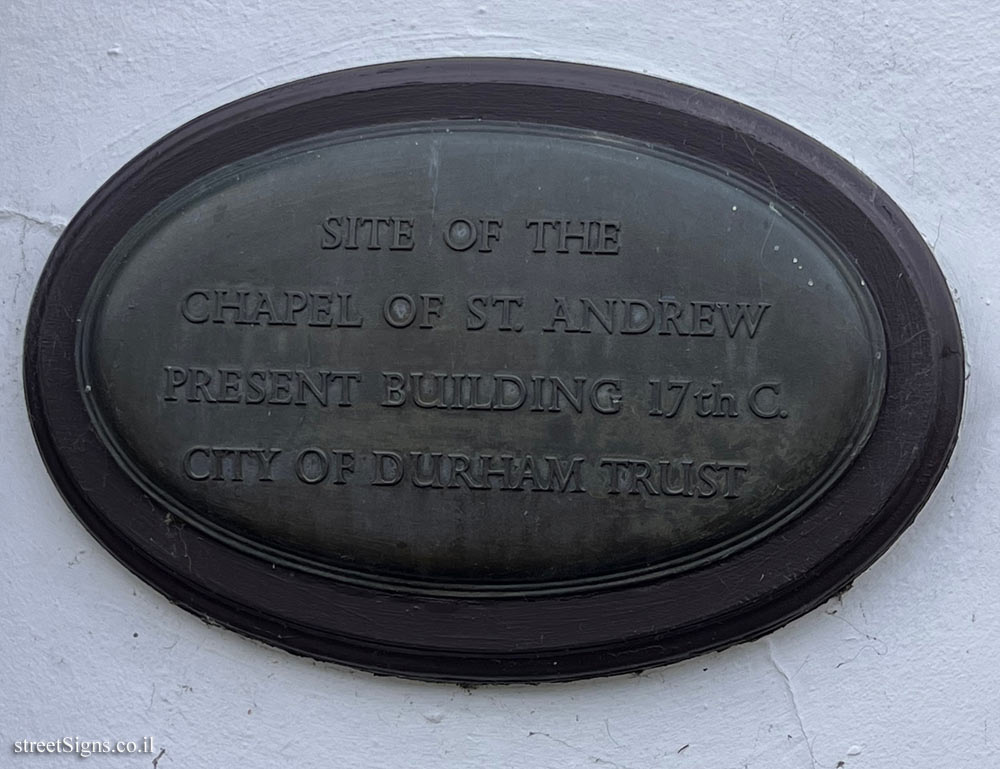 SITE OF THE
CHAPEL OF ST. ANDREW
PRESENT BUILDING 17th C.
CITY OF DURHAM TRUST
streetSigns.co.il